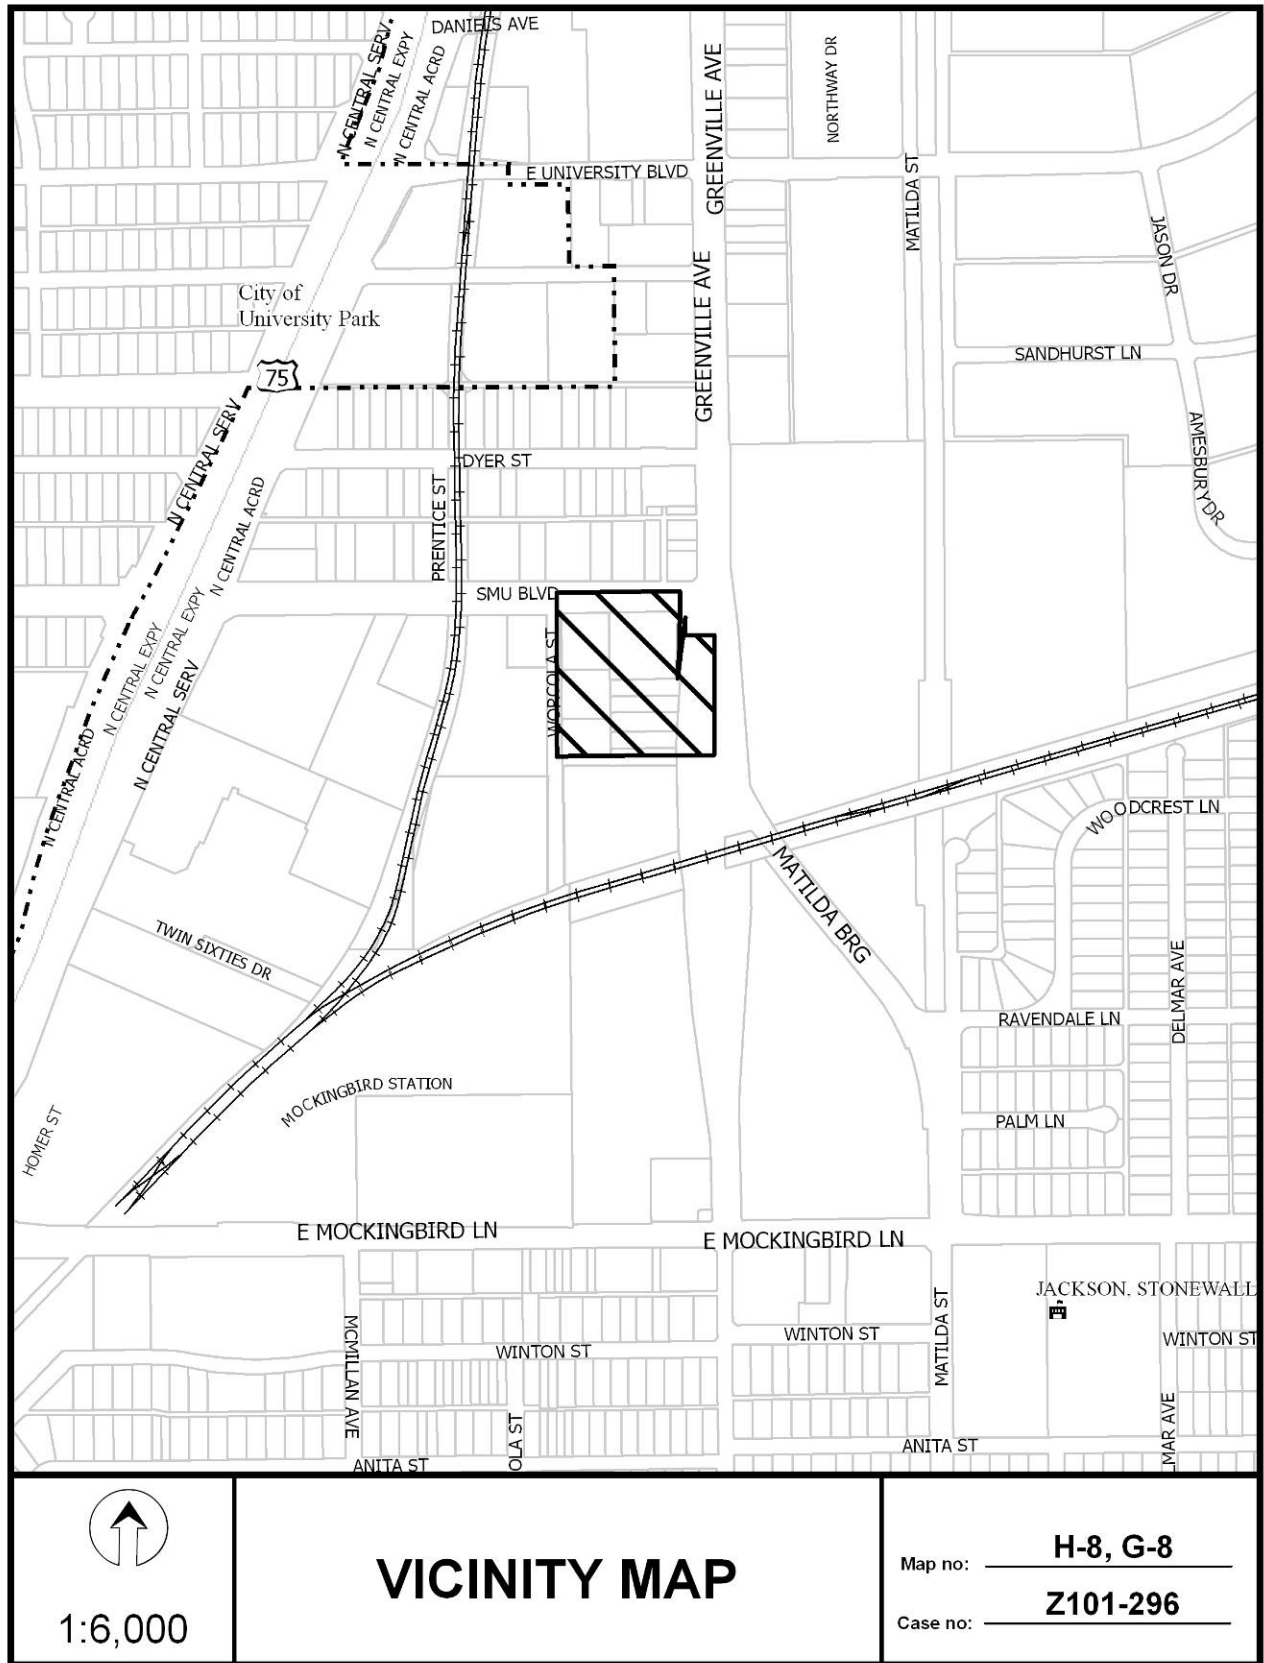 DANIELS AVE
N CENTRAL SERV
N CENTRAL EXPY
N CENTRAL ACRD
GREENVILLE AVE
NORTHWAY DR
MATILDA ST
E UNIVERSITY BLVD
JASON DR
City of
University Park
GREENVILLE AVE
75
SANDHURST LN
AMESBURY DR
N CENTRAL SERV
DYER ST
PRENTICE ST
N CENTRAL ACRD
SMU BLVD
N CENTRAL EXPY
N CENTRAL EXPY
N CENTRAL SERV
WORCOLA ST
N CENTRAL ACRD
WOODCREST LN
MATILDA BRG
TWIN SIXTIES DR
DELMAR AVE
RAVENDALE LN
MOCKINGBIRD STATION
PALM LN
HOMER ST
E MOCKINGBIRD LN
E MOCKINGBIRD LN
JACKSON, STONEWALL
MCMILLAN AVE
WINTON ST
WINTON ST
MATILDA ST
WINTON ST
OLA ST
ANITA ST
ANITA ST
LMAR AVE
1:6,000
VICINITY MAP
Map no: H-8, G-8
Case no: Z101-296